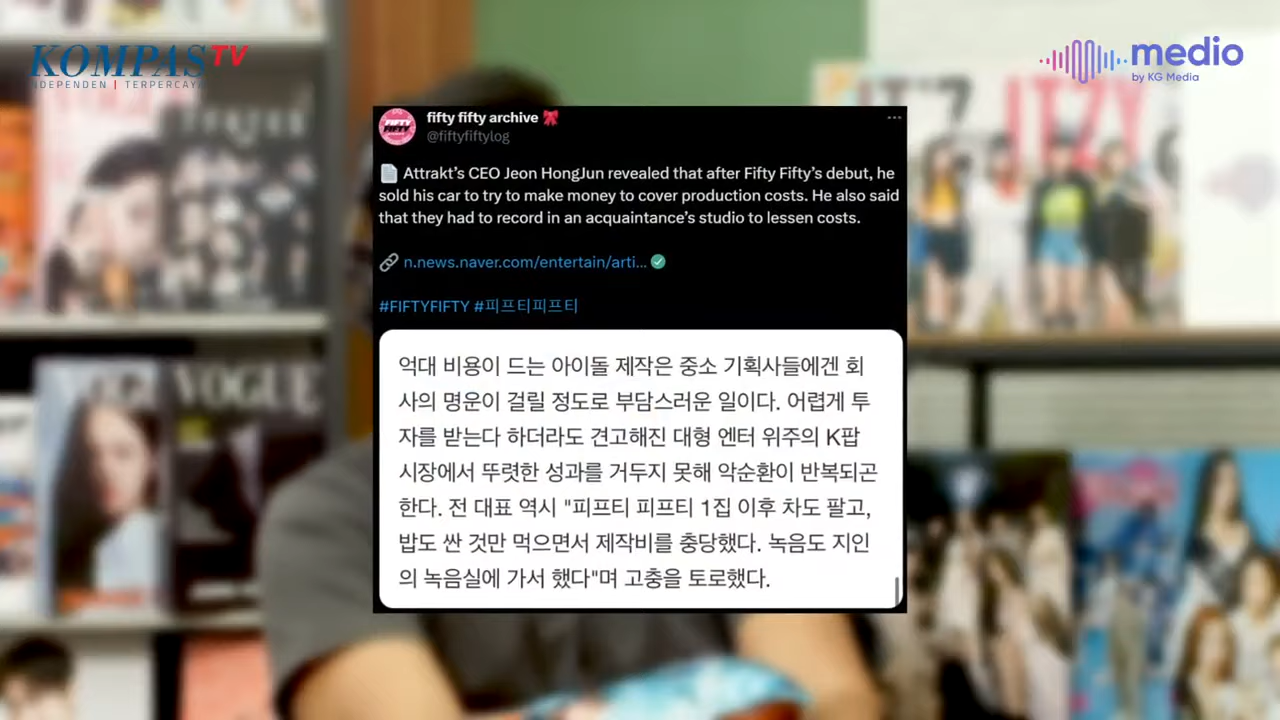 KOMPAS TV
INDEPENDEN | TERPERCAYA
medio
by KG Media
fifty fifty archive
@fiftyfiftylog
Attrakt's CEO Jeon HongJun revealed that after Fifty Fifty's debut, he
sold his car to try to make money to cover production costs. He also said
that they had to record in an acquaintance's studio to lessen costs.
n.news.naver.com/entertain/arti...
#FIFTYFIFTY #피프티피프티
억대 비용이 드는 아이돌 제작은 중소 기획사들에겐 회
사의 명운이 걸릴 정도로 부담스러운 일이다. 어렵게 투
자를 받는다 하더라도 견고해진 대형 엔터 위주의 K팝
시장에서 뚜렷한 성과를 거두지 못해 악순환이 반복되곤
한다. 전 대표 역시 "피프티 피프티 1집 이후 차도 팔고,
밥도 싼 것만 먹으면서 제작비를 충당했다. 녹음도 지인
의 녹음실에 가서 했다"며 고충을 토로했다.
ITZY
VOGUE